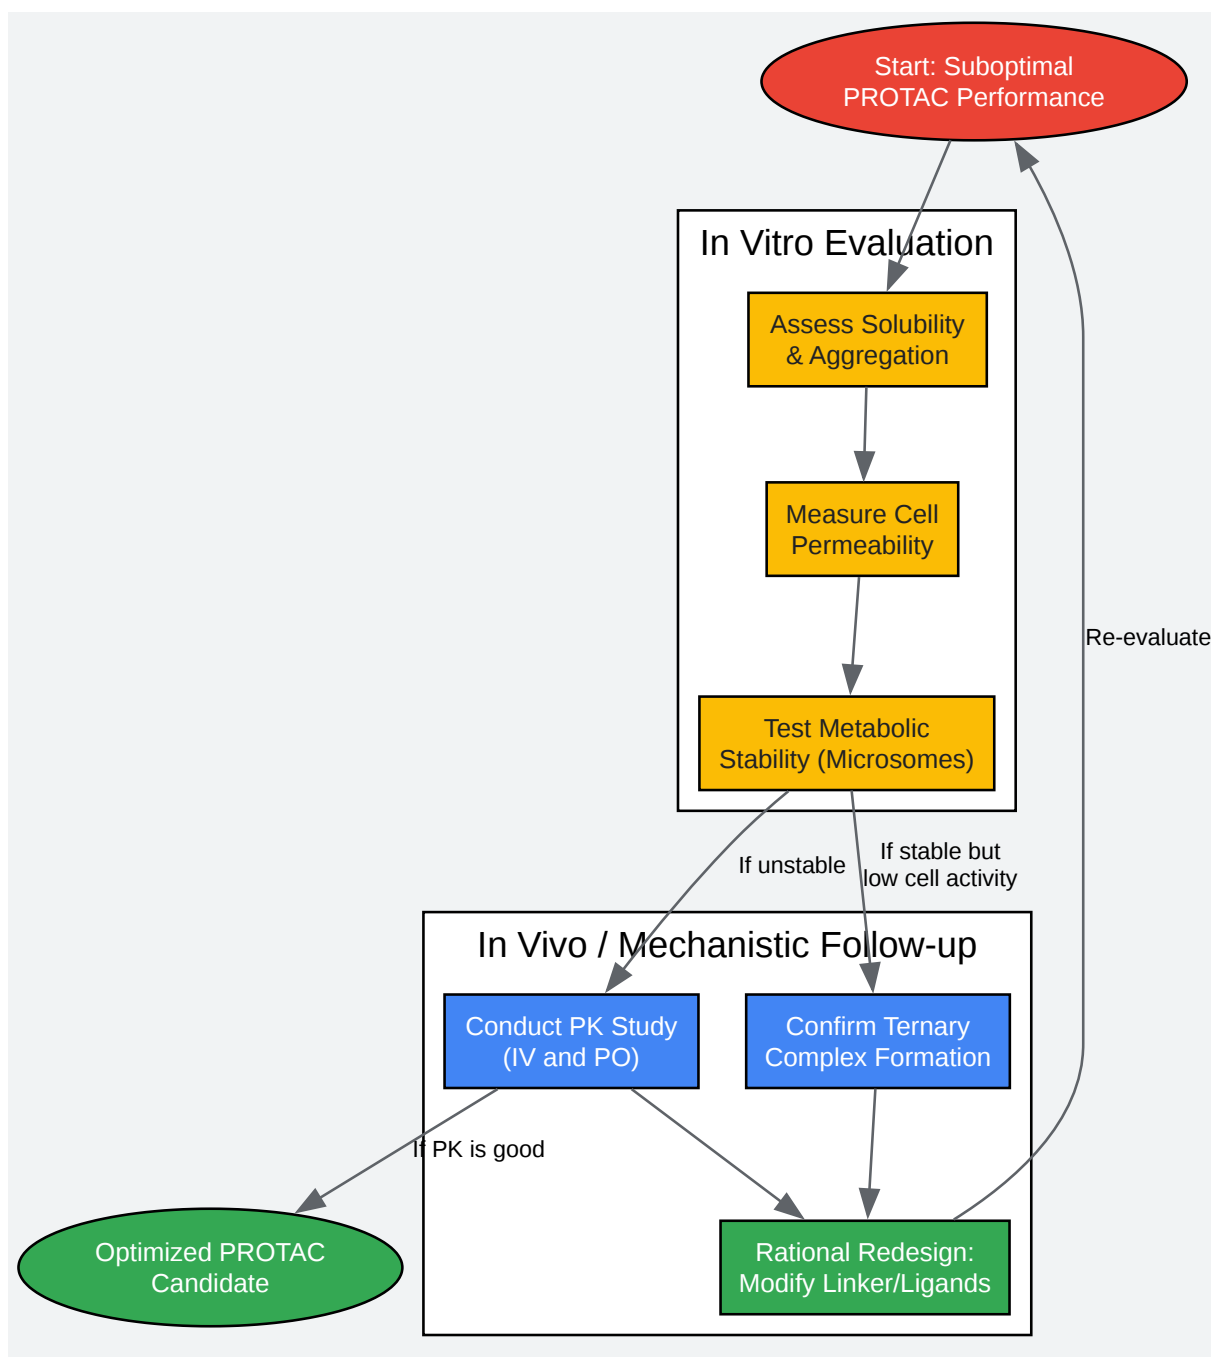 Start: Suboptimal
PROTAC Performance
In Vitro Evaluation
Assess Solubility
& Aggregation
Measure Cell
Permeability
Re-evaluate
Test Metabolic
Stability (Microsomes)
If unstable
If stable but
low cell activity
In Vivo / Mechanistic Follow-up
Conduct PK Study
(IV and PO)
Confirm Ternary
Complex Formation
If PK is good
Optimized PROTAC
Candidate
Rational Redesign:
Modify Linker/Ligands